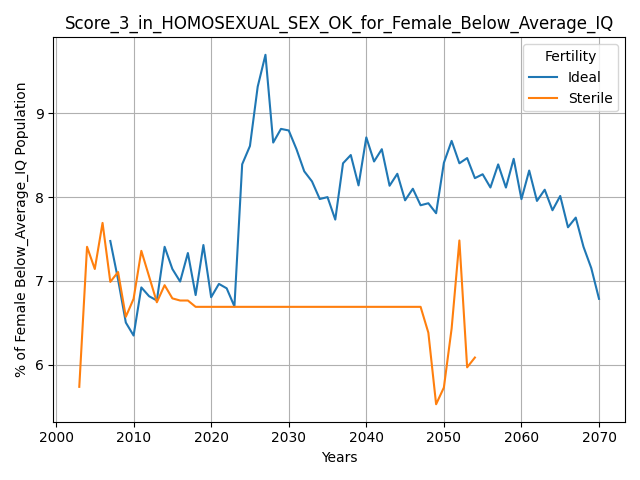 Score_3_in_HOMOSEXUAL_SEX_OK_for_Female_Below_Average_IQ
Fertility
Ideal
Sterile
% of Female Below_Average_IQ Population
9
8
7
6
2000 2010 2020 2030 2040 2050 2060 2070
Years